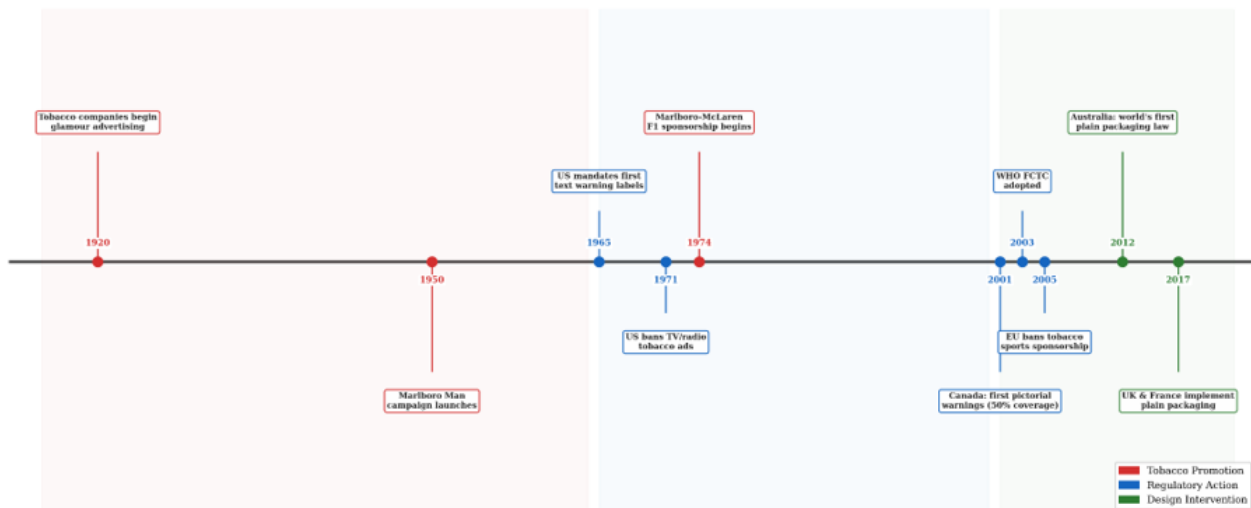 Tobacco companies begin
glamour advertising
1920
Marlboro Man
campaign launches
1950
US mandates first
text warning labels
1965
US bans TV/radio
tobacco ads
1971
Marlboro-McLaren
F1 sponsorship begins
1974
Canada: first pictorial
warnings (50% coverage)
2001
WHO FCTC
adopted
2003
EU bans tobacco
sports sponsorship
2005
Australia: world's first
plain packaging law
2012
UK & France implement
plain packaging
2017
Tobacco Promotion
Regulatory Action
Design Intervention